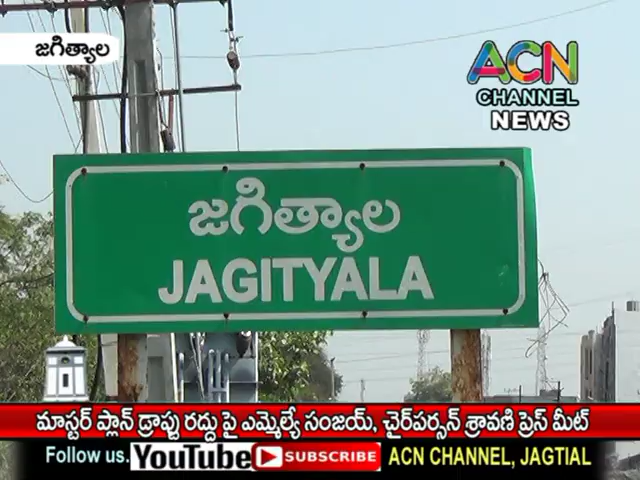 జగిత్యాల
ACN
CHANNEL
NEWS
జగిత్యాల
JAGITYALA
మాస్టర్ ప్లాన్ డ్రాఫ్టు రద్దు పై ఎమ్మెల్యే సంజయ్, చైర్‌పర్సన్ శ్రావణి ప్రెస్ మీట్
Follow us. YouTube SUBSCRIBE ACN CHANNEL, JAGTIAL